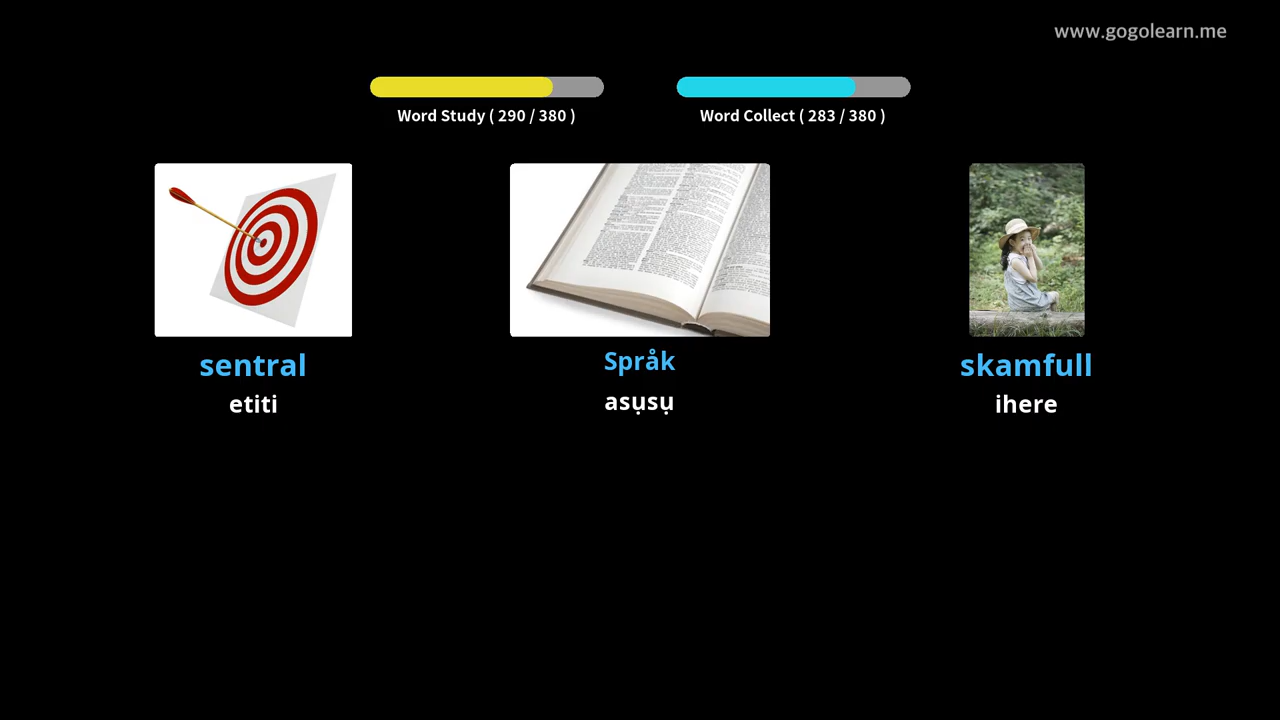 www.gogolearn.me
Word Study ( 290 / 380 )
Word Collect ( 283 / 380 )
sentral
etiti
Språk
asụsụ
skamfull
ihere